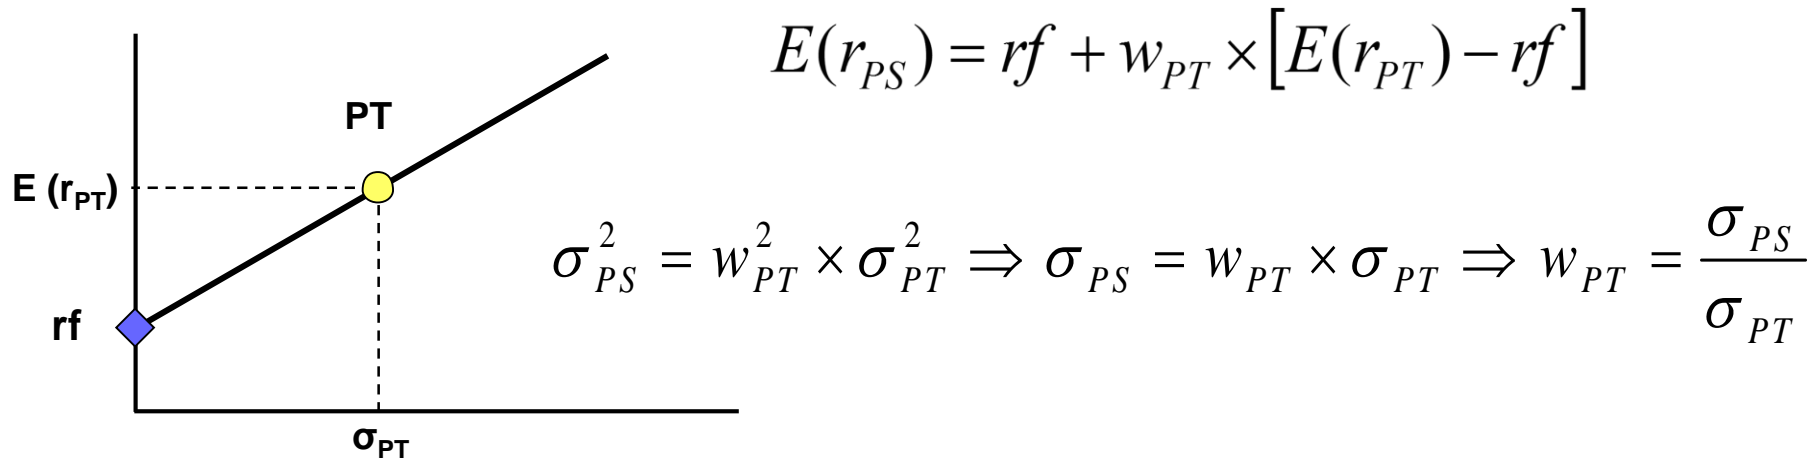 E(r_PS) = rf + w_PT × [E(r_PT) − rf]
PT
E (r_PT)
σ²_PS = w²_PT × σ²_PT ⇒ σ_PS = w_PT × σ_PT ⇒ w_PT = σ_PS / σ_PT
rf
σ_PT